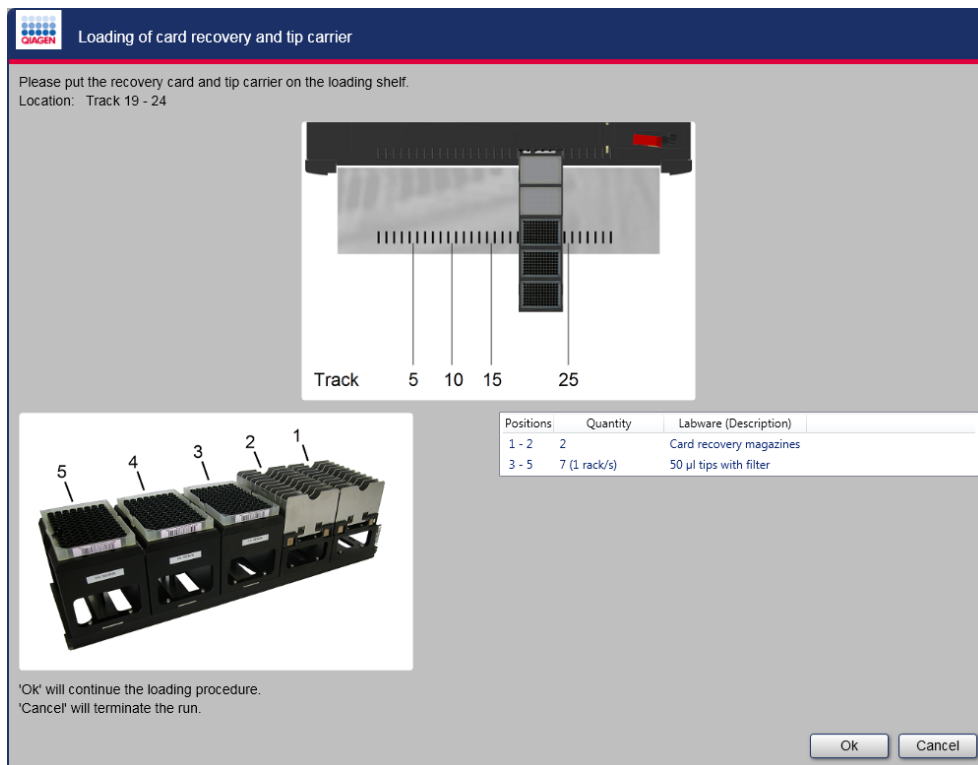 QIAGEN
Loading of card recovery and tip carrier
Please put the recovery card and tip carrier on the loading shelf.
Location: Track 19 - 24
Track 5 10 15 25
1
2
3
4
5
Positions Quantity Labware (Description)
1 - 2 2 Card recovery magazines
3 - 5 7 (1 rack/s) 50 µl tips with filter
'Ok' will continue the loading procedure.
'Cancel' will terminate the run.
Ok Cancel